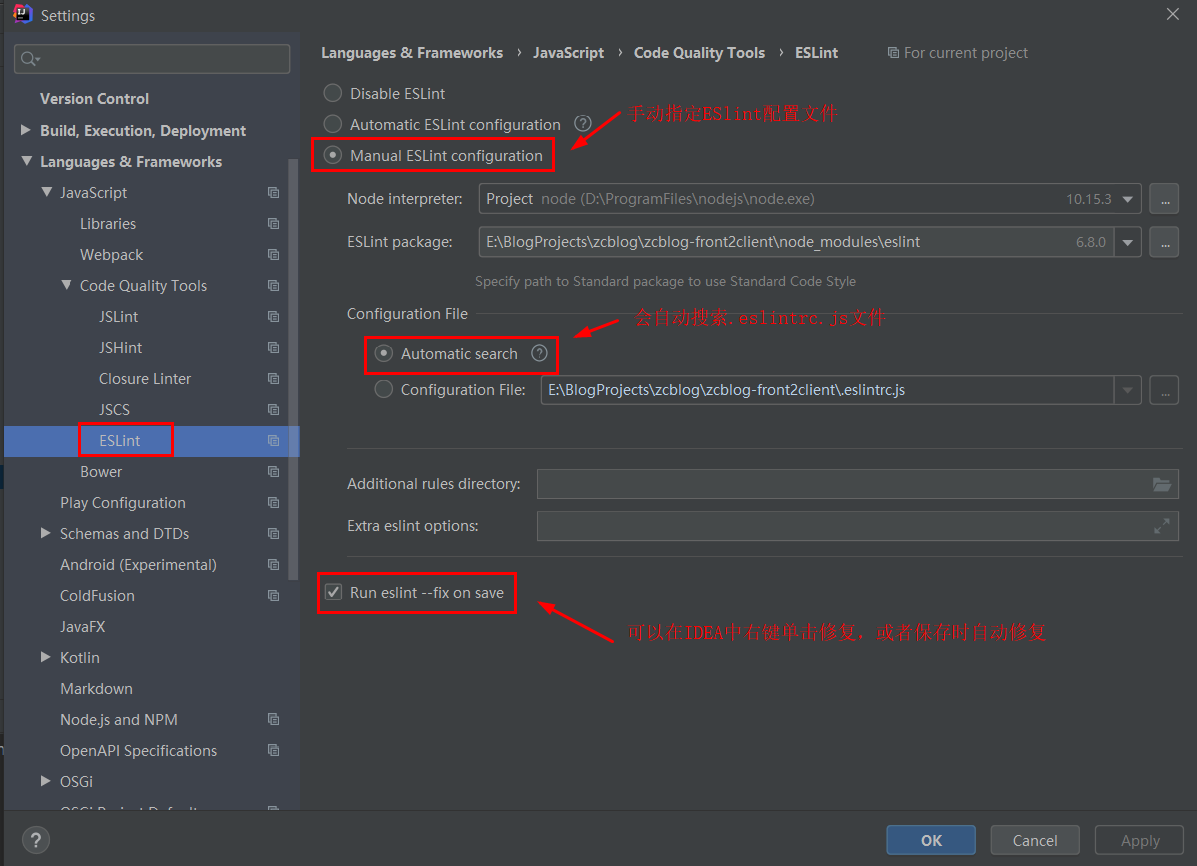 Settings
Version Control
Build, Execution, Deployment
Languages & Frameworks
JavaScript
Libraries
Webpack
Code Quality Tools
JSLint
JSHint
Closure Linter
JSCS
ESLint
Bower
Play Configuration
Schemas and DTDs
Android (Experimental)
ColdFusion
JavaFX
Kotlin
Markdown
Node.js and NPM
OpenAPI Specifications
OSGi
Languages & Frameworks › JavaScript › Code Quality Tools › ESLint For current project
Disable ESLint
Automatic ESLint configuration ?
手动指定ESlint配置文件
Manual ESLint configuration
Node interpreter: Project node (D:\ProgramFiles\nodejs\node.exe) 10.15.3 ...
ESLint package: E:\BlogProjects\zcblog\zcblog-front2client\node_modules\eslint 6.8.0 ...
Specify path to Standard package to use Standard Code Style
Configuration File
会自动搜索.eslintrc.js文件
Automatic search ?
Configuration File: E:\BlogProjects\zcblog\zcblog-front2client\.eslintrc.js ...
Additional rules directory:
Extra eslint options:
Run eslint --fix on save
可以在IDEA中右键单击修复，或者保存时自动修复
? OK Cancel Apply